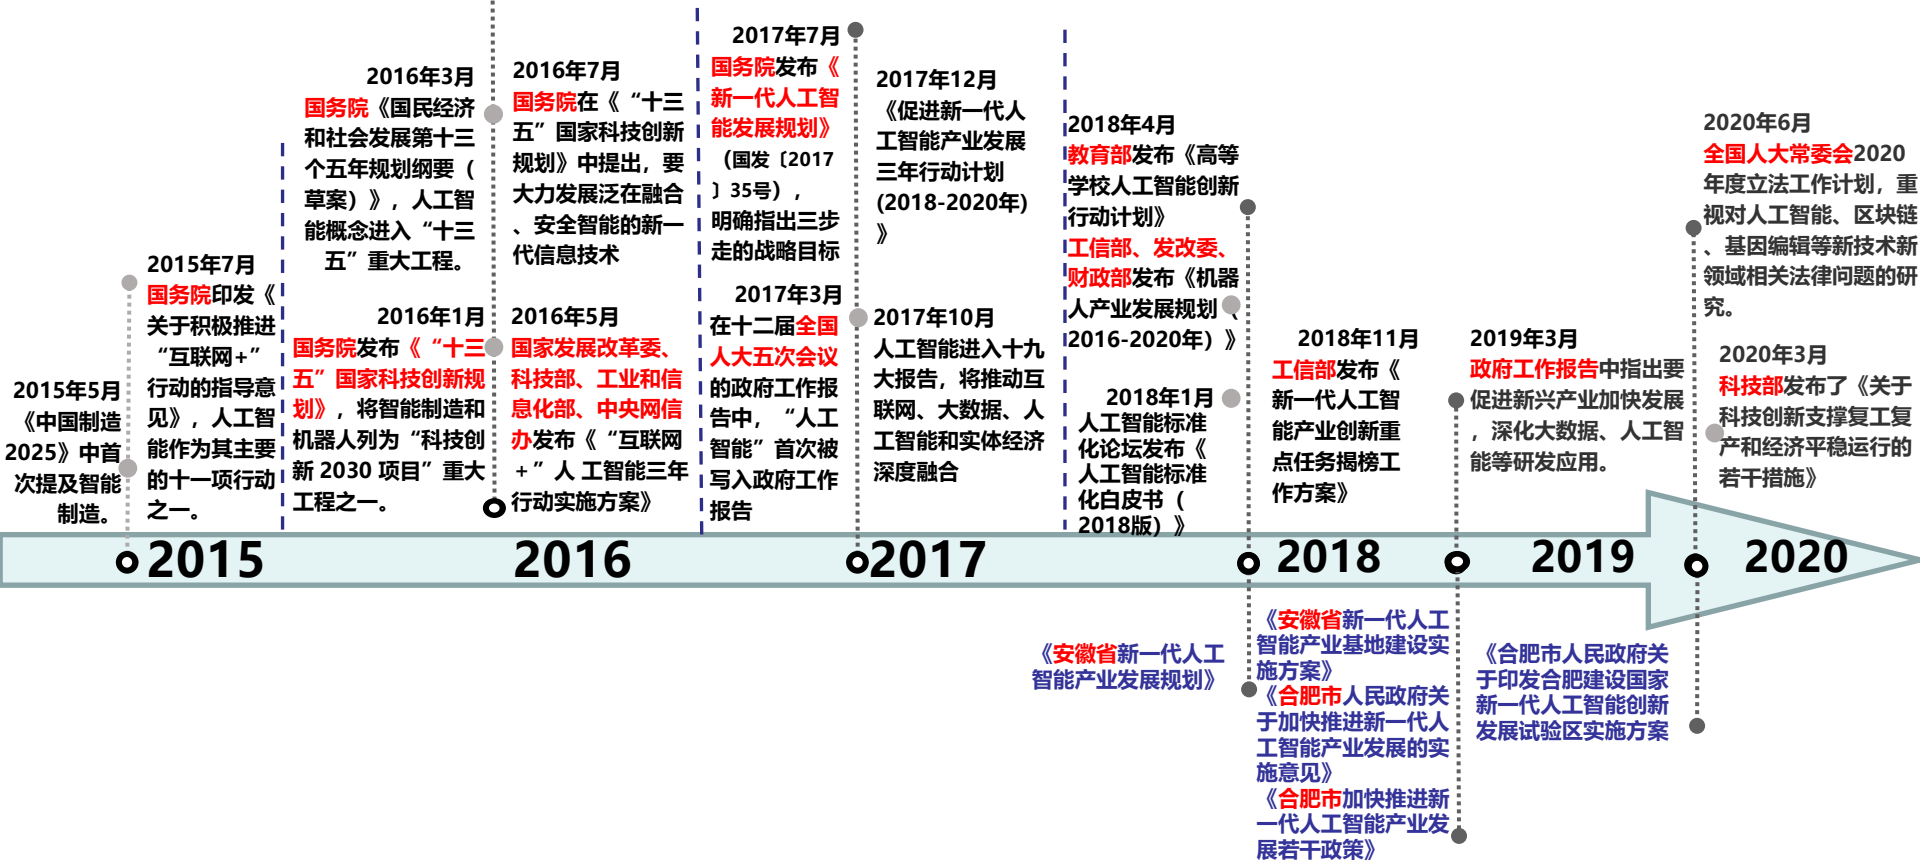 2015年5月
《中国制造
2025》中首
次提及智能
制造。
2015年7月
国务院印发《
关于积极推进
“互联网+”
行动的指导意
见》，人工智
能作为其主要
的十一项行动
之一。
2016年3月
国务院《国民经济
和社会发展第十三
个五年规划纲要（
草案）》，人工智
能概念进入“十三
五”重大工程。
2016年1月
国务院发布《“十三
五”国家科技创新规
划》，将智能制造和
机器人列为“科技创
新 2030 项目”重大
工程之一。
2016年7月
国务院在《“十三
五”国家科技创新
规划》中提出，要
大力发展泛在融合
、安全智能的新一
代信息技术
2016年5月
国家发展改革委、
科技部、工业和信
息化部、中央网信
办发布《“互联网
+”人 工智能三年
行动实施方案》
2017年7月
国务院发布《
新一代人工智
能发展规划》
（国发〔2017
〕35号），
明确指出三步
走的战略目标
2017年3月
在十二届全国
人大五次会议
的政府工作报
告中，“人工
智能”首次被
写入政府工作
报告
2017年12月
《促进新一代人
工智能产业发展
三年行动计划
(2018-2020年)
》
2017年10月
人工智能进入十九
大报告，将推动互
联网、大数据、人
工智能和实体经济
深度融合
2018年4月
教育部发布《高等
学校人工智能创新
行动计划》
工信部、发改委、
财政部发布《机器
人产业发展规划（
2016-2020年）》
2018年1月
人工智能标准
化论坛发布《
人工智能标准
化白皮书（
2018版）》
2018年11月
工信部发布《
新一代人工智
能产业创新重
点任务揭榜工
作方案》
2019年3月
政府工作报告中指出要
促进新兴产业加快发展
，深化大数据、人工智
能等研发应用。
2020年6月
全国人大常委会2020
年度立法工作计划，重
视对人工智能、区块链
、基因编辑等新技术新
领域相关法律问题的研
究。
2020年3月
科技部发布了《关于
科技创新支撑复工复
产和经济平稳运行的
若干措施》
2015
2016
2017
2018
2019
2020
《安徽省新一代人工
智能产业发展规划》
《安徽省新一代人工
智能产业基地建设实
施方案》
《合肥市人民政府关
于加快推进新一代人
工智能产业发展的实
施意见》
《合肥市加快推进新
一代人工智能产业发
展若干政策》
《合肥市人民政府关
于印发合肥建设国家
新一代人工智能创新
发展试验区实施方案